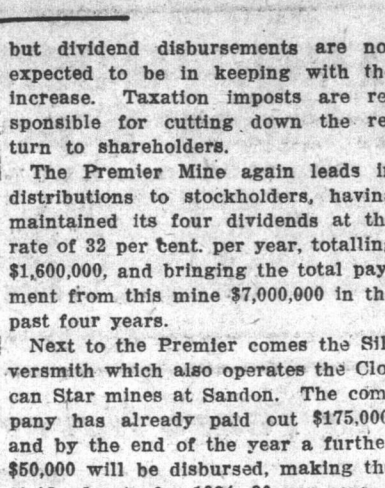 but dividend disbursements are no
expected to be in keeping with th
increase. Taxation imposts are re
sponsible for cutting down the re
turn to shareholders.
The Premier Mine again leads i
distributions to stockholders, havin
maintained its four dividends at th
rate of 32 per cent. per year, totallin
$1,600,000, and bringing the total pay
ment from this mine $7,000,000 in th
past four years.
Next to the Premier comes the Sil
versmith which also operates the Clo
can Star mines at Sandon. The com
pany has already paid out $175,000
and by the end of the year a furthe
$50,000 will be disbursed, making th